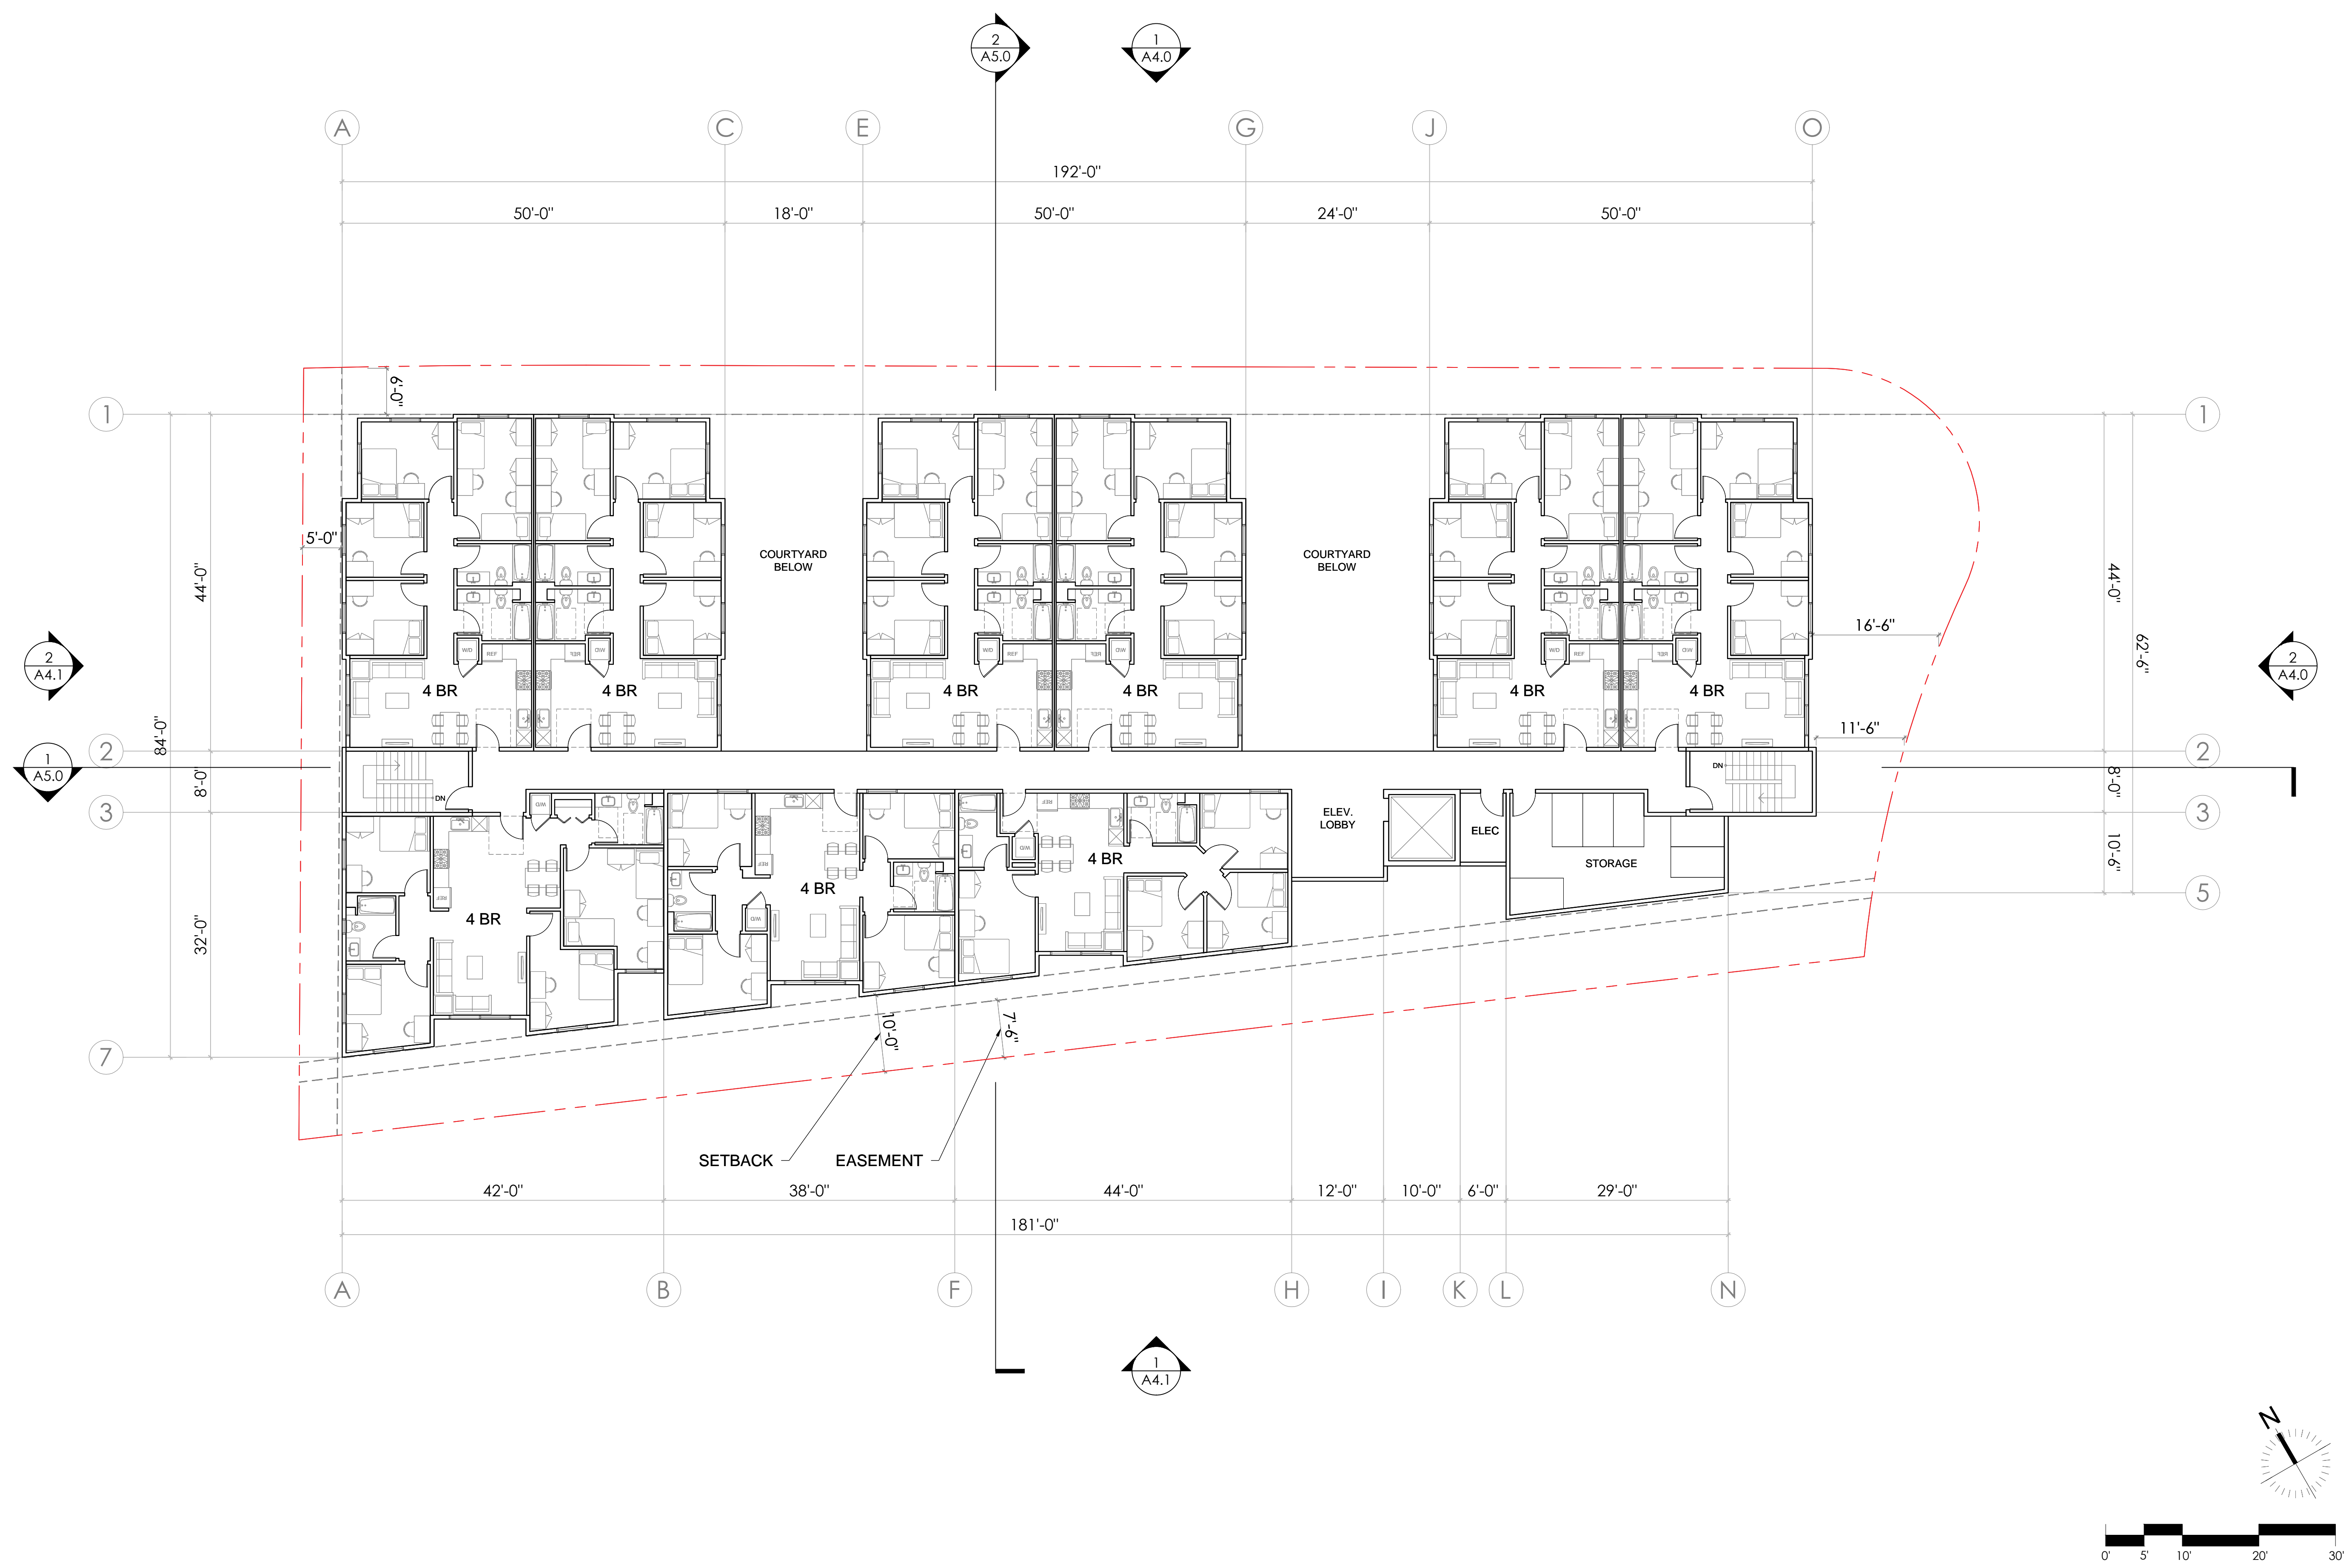 2
A5.0
1
A4.0
A
C
E
G
J
O
192'-0"
50'-0"
18'-0"
50'-0"
24'-0"
50'-0"
6'-0"
1
1
5'-0"
COURTYARD
BELOW
COURTYARD
BELOW
44'-0"
44'-0"
16'-6"
62'-6"
2
A4.1
2
A4.0
W/D
REF
REF
W/D
W/D
REF
REF
W/D
W/D
REF
REF
W/D
4 BR
4 BR
4 BR
4 BR
4 BR
4 BR
84'-0"
11'-6"
2
2
1
A5.0
DN
DN
8'-0"
8'-0"
3
3
W/D
REF
ELEV.
LOBBY
ELEC
STORAGE
10'-6"
W/D
4 BR
REF
4 BR
REF
5
W/D
4 BR
32'-0"
7
10'-0"
7'-6"
SETBACK
EASEMENT
42'-0"
38'-0"
44'-0"
12'-0"
10'-0"
6'-0"
29'-0"
181'-0"
A
B
F
H
I
K
L
N
1
A4.1
N
0'
5'
10'
20'
30'